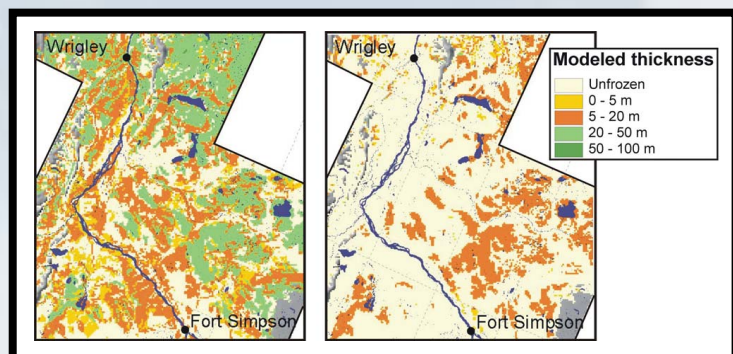 Wrigley
Fort Simpson
Wrigley
Fort Simpson
Modeled thickness
Unfrozen
0 - 5 m
5 - 20 m
20 - 50 m
50 - 100 m